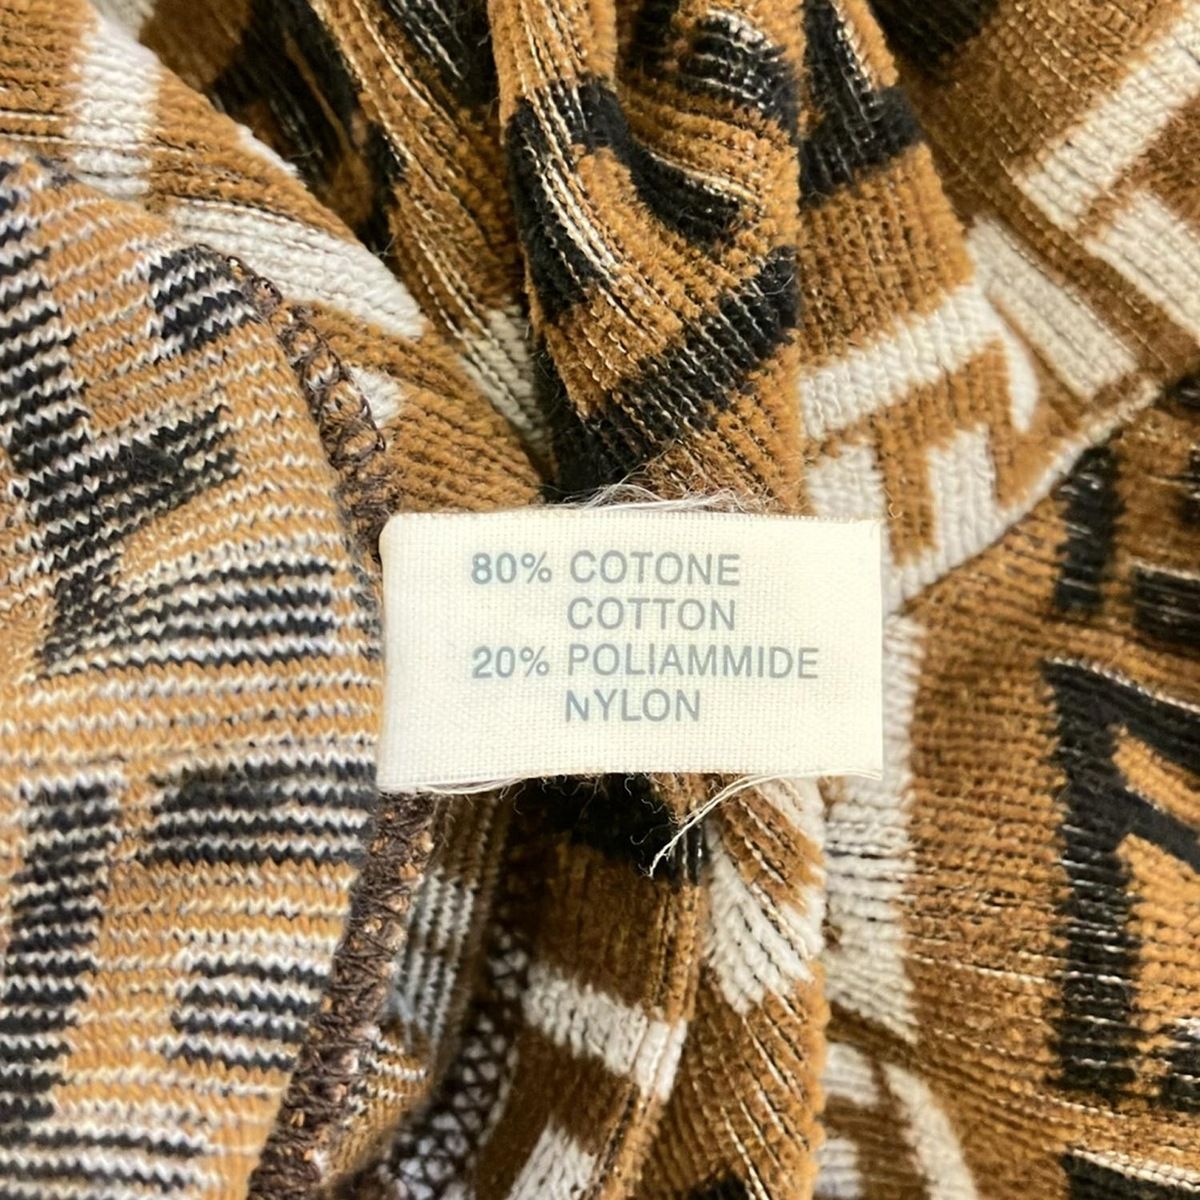 80% COTONE
COTTON
20% POLIAMMIDE
NYLON